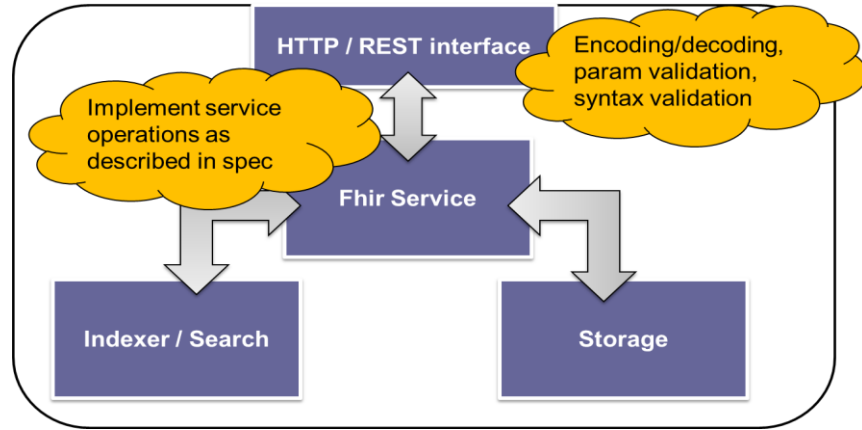 HTTP / REST interface
Encoding/decoding,
param validation,
syntax validation
Implement service
operations as
described in spec
Fhir Service
Indexer / Search
Storage